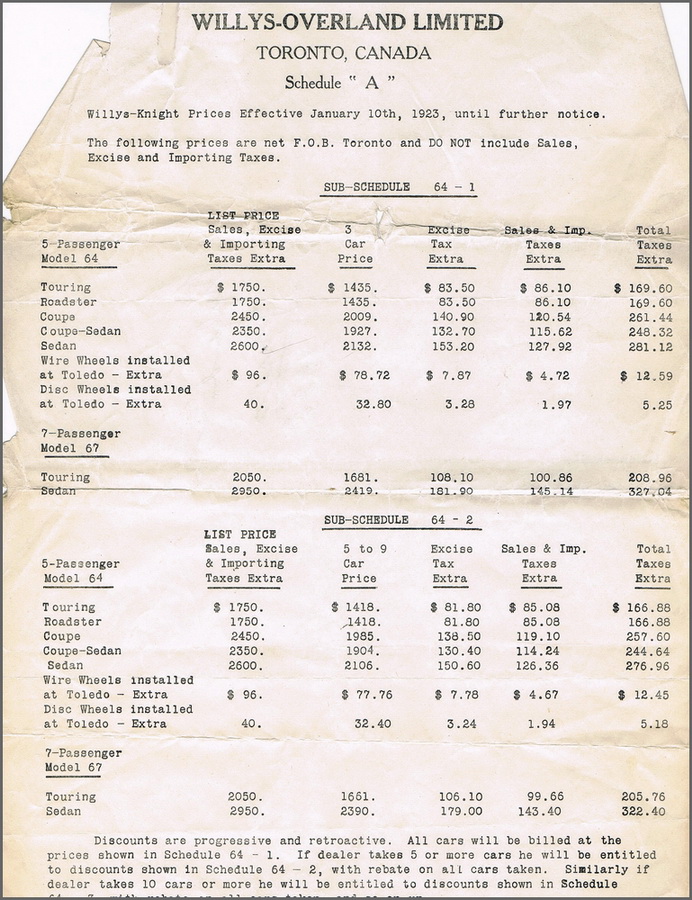 WILLYS-OVERLAND LIMITED
TORONTO, CANADA
Schedule " A "
Willys-Knight Prices Effective January 10th, 1923, until further notice.
The following prices are net F.O.B. Toronto and DO NOT include Sales,
Excise and Importing Taxes.
SUB-SCHEDULE 64 - 1
LIST PRICE
Sales, Excise 3 Excise Sales & Imp. Total
5-Passenger & Importing Car Tax Taxes Taxes
Model 64 Taxes Extra Price Extra Extra Extra
Touring $ 1750. $ 1435. $ 83.50 $ 86.10 $ 169.60
Roadster 1750. 1435. 83.50 86.10 169.60
Coupe 2450. 2009. 140.90 120.54 261.44
Coupe-Sedan 2350. 1927. 132.70 115.62 248.32
Sedan 2600. 2132. 153.20 127.92 281.12
Wire Wheels installed
at Toledo - Extra $ 96. $ 78.72 $ 7.87 $ 4.72 $ 12.59
Disc Wheels installed
at Toledo - Extra 40. 32.80 3.28 1.97 5.25
7-Passenger
Model 67
Touring 2050. 1681. 108.10 100.86 208.96
Sedan 2950. 2419. 181.90 145.14 327.04
SUB-SCHEDULE 64 - 2
LIST PRICE
Sales, Excise 5 to 9 Excise Sales & Imp. Total
5-Passenger & Importing Car Tax Taxes Taxes
Model 64 Taxes Extra Price Extra Extra Extra
Touring $ 1750. $ 1418. $ 81.80 $ 85.08 $ 166.88
Roadster 1750. 1418. 81.80 85.08 166.88
Coupe 2450. 1985. 138.50 119.10 257.60
Coupe-Sedan 2350. 1904. 130.40 114.24 244.64
Sedan 2600. 2106. 150.60 126.36 276.96
Wire Wheels installed
at Toledo - Extra $ 96. $ 77.76 $ 7.78 $ 4.67 $ 12.45
Disc Wheels installed
at Toledo - Extra 40. 32.40 3.24 1.94 5.18
7-Passenger
Model 67
Touring 2050. 1661. 106.10 99.66 205.76
Sedan 2950. 2390. 179.00 143.40 322.40
Discounts are progressive and retroactive. All cars will be billed at the
prices shown in Schedule 64 - 1. If dealer takes 5 or more cars he will be entitled
to discounts shown in Schedule 64 - 2, with rebate on all cars taken. Similarly if
dealer takes 10 cars or more he will be entitled to discounts shown in Schedule